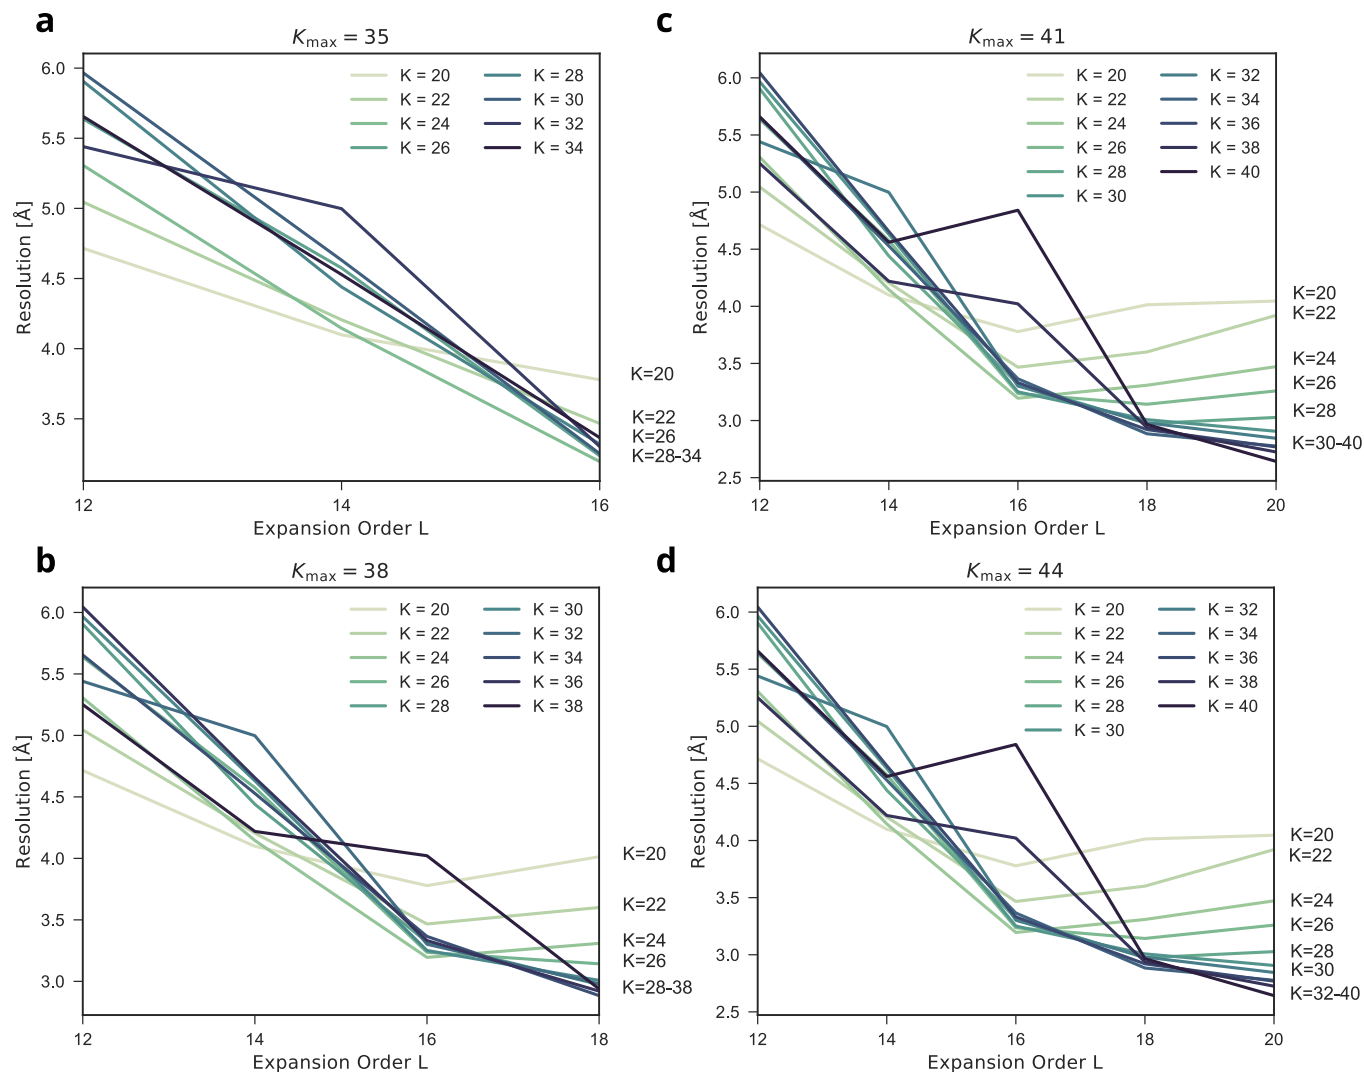 a
Kmax = 35
6.0
5.5
5.0
4.5
4.0
3.5
Resolution [Å]
K = 20
K = 22
K = 24
K = 26
K = 28
K = 30
K = 32
K = 34
K=20
K=22
K=26
K=28-34
12
14
16
Expansion Order L
c
Kmax = 41
6.0
5.5
5.0
4.5
4.0
3.5
3.0
2.5
Resolution [Å]
K = 20
K = 22
K = 24
K = 26
K = 28
K = 30
K = 32
K = 34
K = 36
K = 38
K = 40
K=20
K=22
K=24
K=26
K=28
K=30-40
12
14
16
18
20
Expansion Order L
b
Kmax = 38
6.0
5.5
5.0
4.5
4.0
3.5
3.0
Resolution [Å]
K = 20
K = 22
K = 24
K = 26
K = 28
K = 30
K = 32
K = 34
K = 36
K = 38
K=20
K=22
K=24
K=26
K=28-38
12
14
16
18
Expansion Order L
d
Kmax = 44
6.0
5.5
5.0
4.5
4.0
3.5
3.0
2.5
Resolution [Å]
K = 20
K = 22
K = 24
K = 26
K = 28
K = 30
K = 32
K = 34
K = 36
K = 38
K = 40
K=20
K=22
K=24
K=26
K=28
K=30
K=32-40
12
14
16
18
20
Expansion Order L